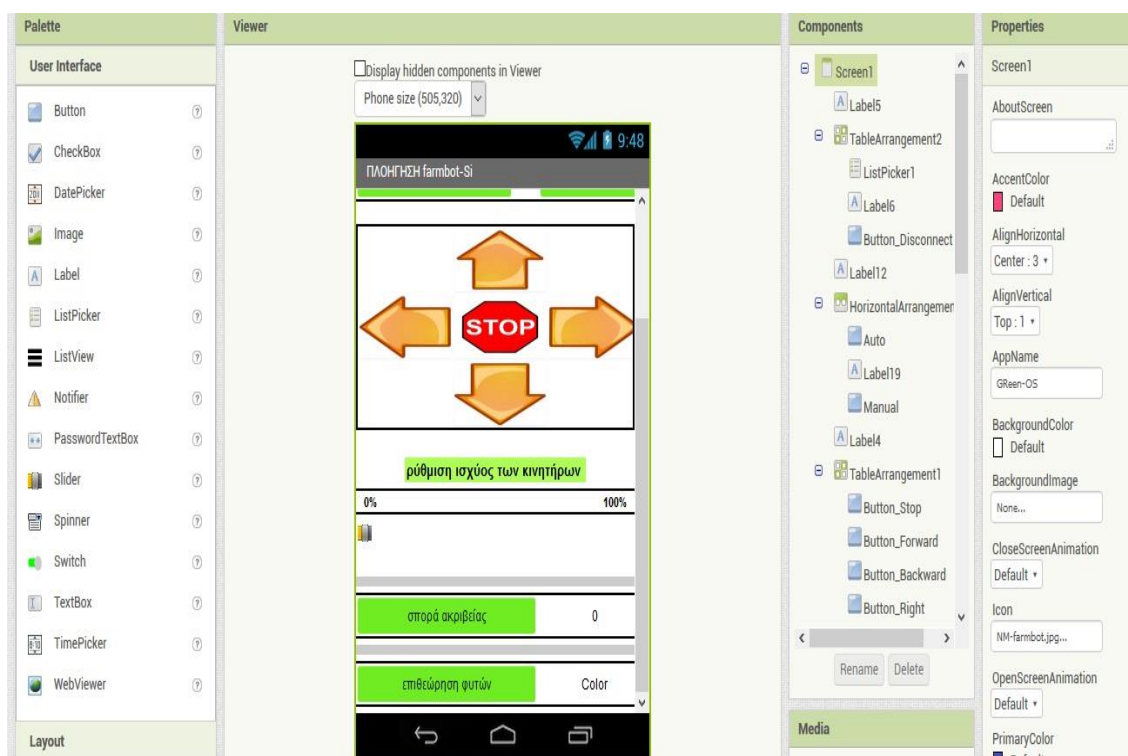 Palette
User Interface
Button
CheckBox
DatePicker
Image
Label
ListPicker
ListView
Notifier
PasswordTextBox
Slider
Spinner
Switch
TextBox
TimePicker
WebViewer
Layout
Viewer
Display hidden components in Viewer
Phone size (505,320)
9:48
ΠΛΟΗΓΗΣΗ farmbot-Si
STOP
ρύθμιση ισχύος των κινητήρων
0% 100%
σπορά ακριβείας 0
επιθεώρηση φυτών Color
Components
Screen1
Label5
TableArrangement2
ListPicker1
Label6
Button_Disconnect
Label12
HorizontalArrangemer
Auto
Label19
Manual
Label4
TableArrangement1
Button_Stop
Button_Forward
Button_Backward
Button_Right
Rename Delete
Media
Properties
Screen1
AboutScreen
AccentColor
Default
AlignHorizontal
Center : 3
AlignVertical
Top : 1
AppName
GReen-OS
BackgroundColor
Default
BackgroundImage
None...
CloseScreenAnimation
Default
Icon
NM-farmbot.jpg...
OpenScreenAnimation
Default
PrimaryColor